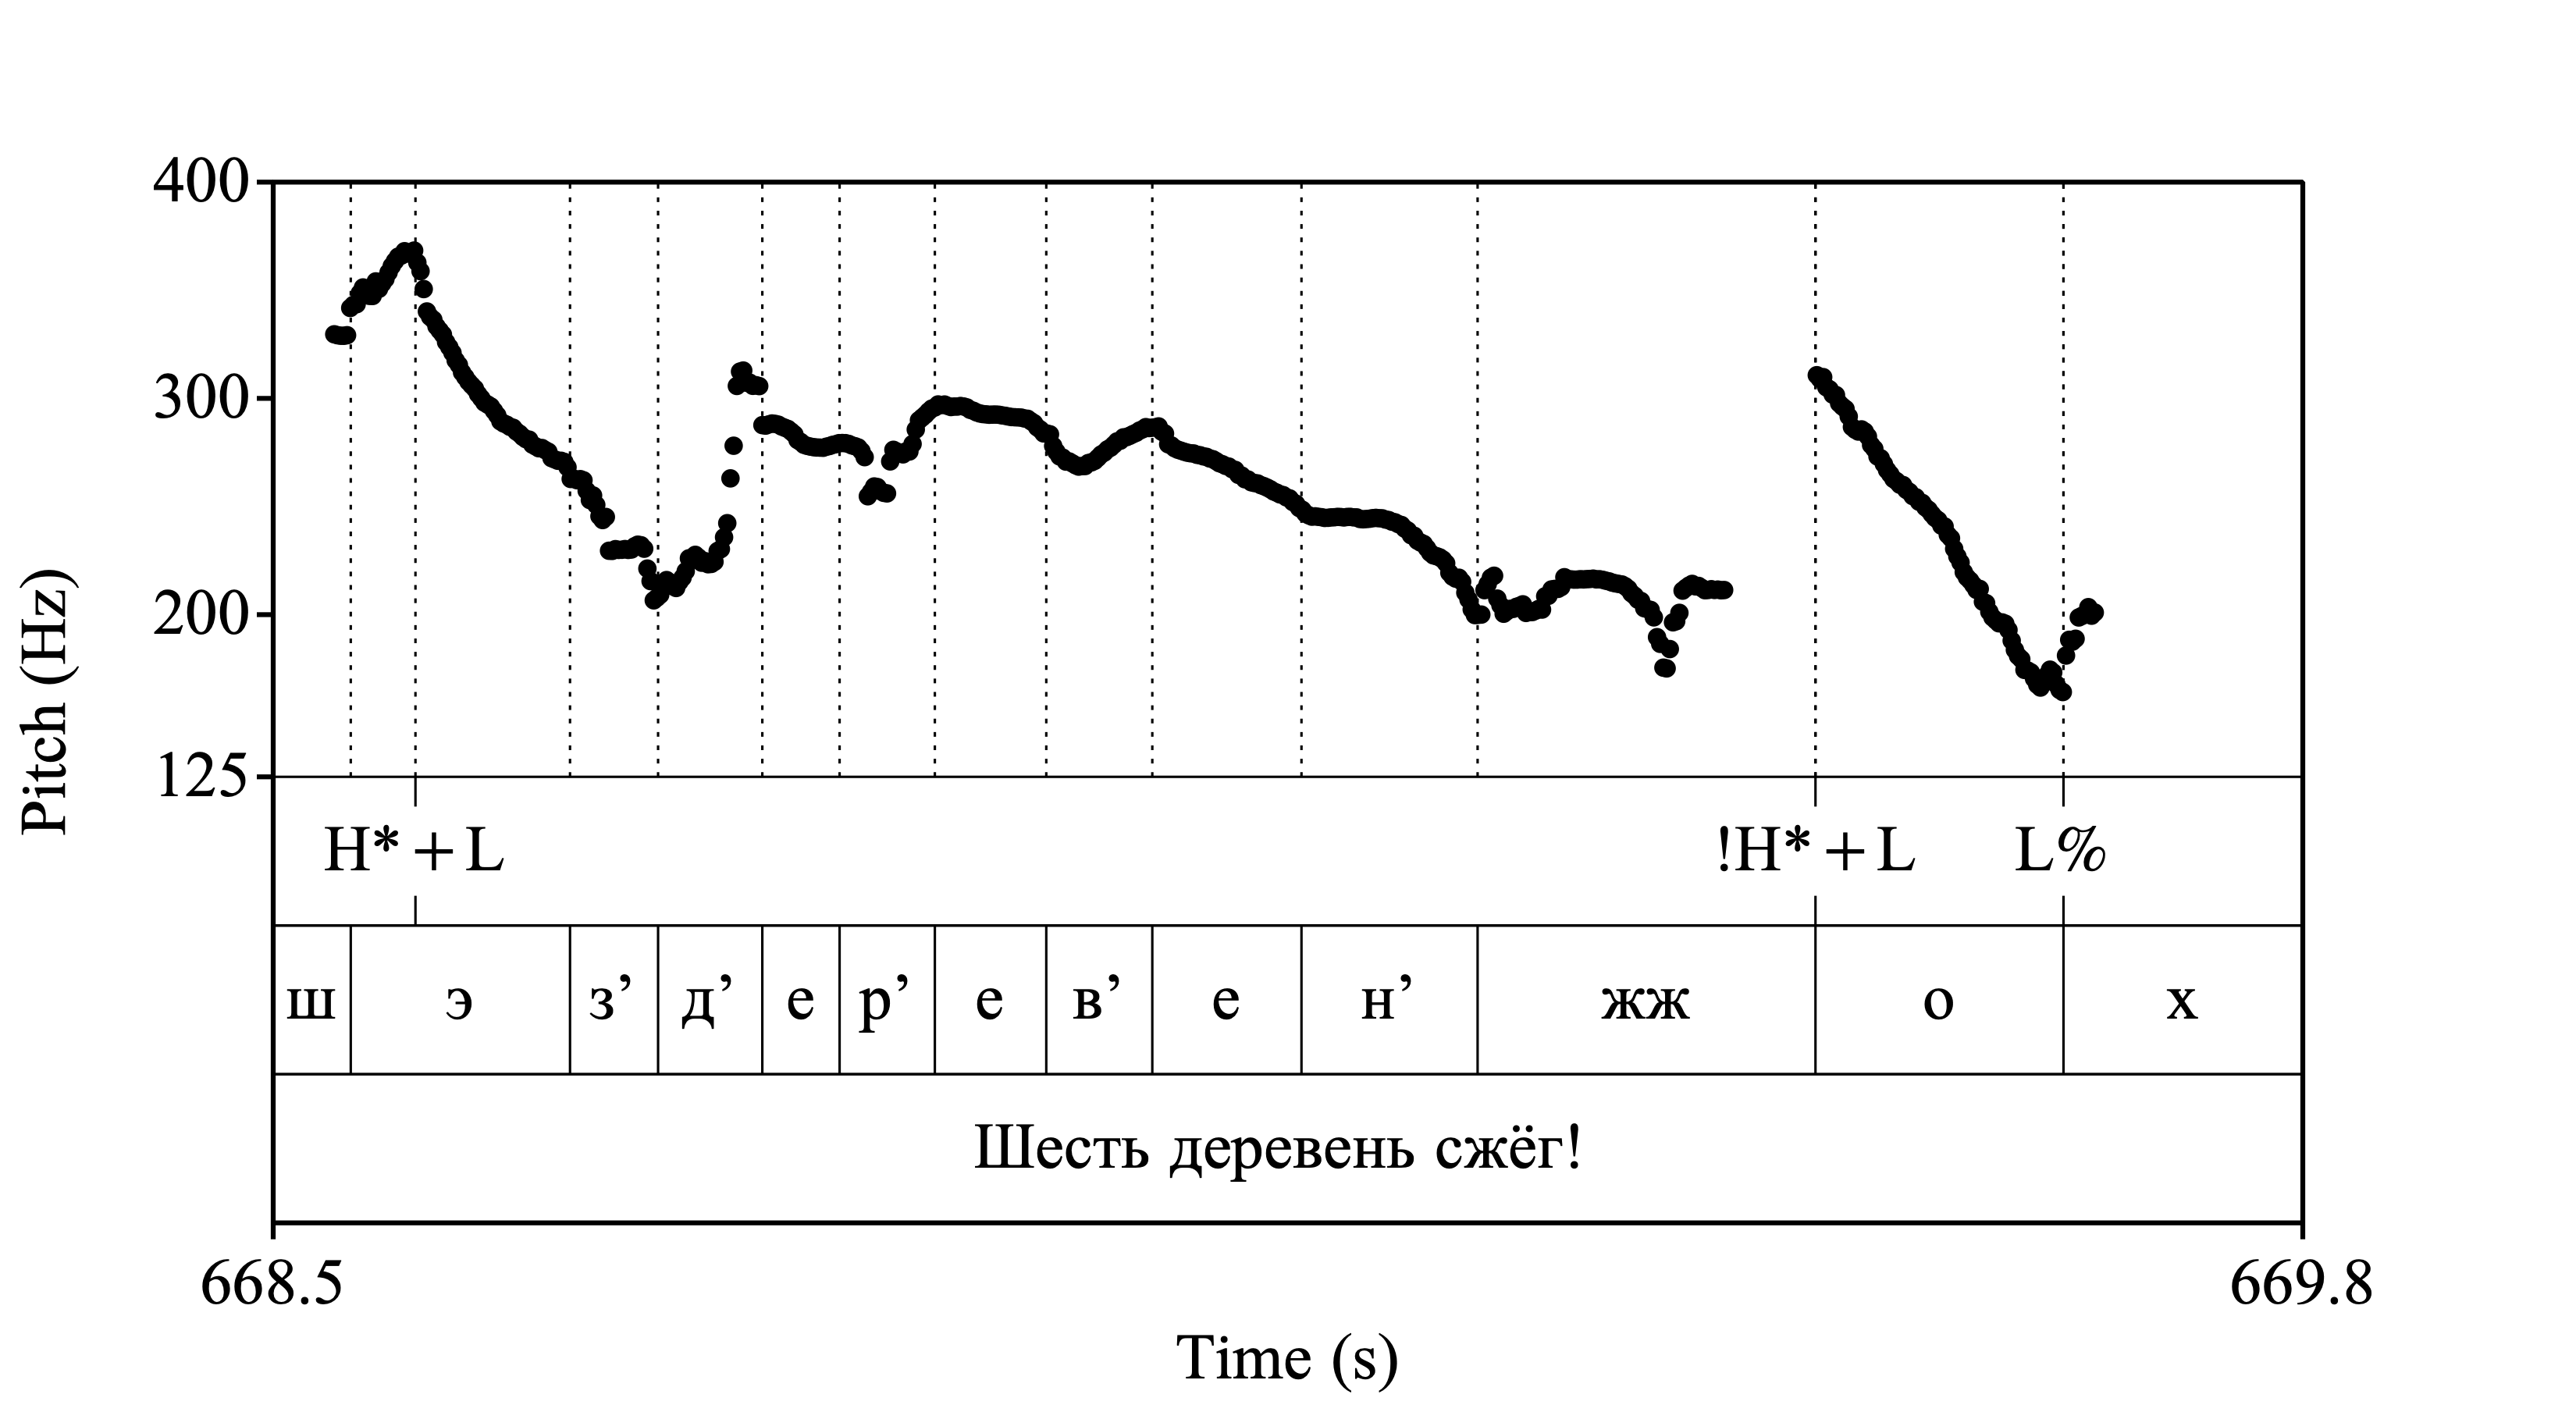 400
300
200
125
Pitch (Hz)
H* + L !H* + L L%
ш э з’ д’ е р’ е в’ е н’ жж о х
Шесть деревень сжёг!
668.5 669.8
Time (s)